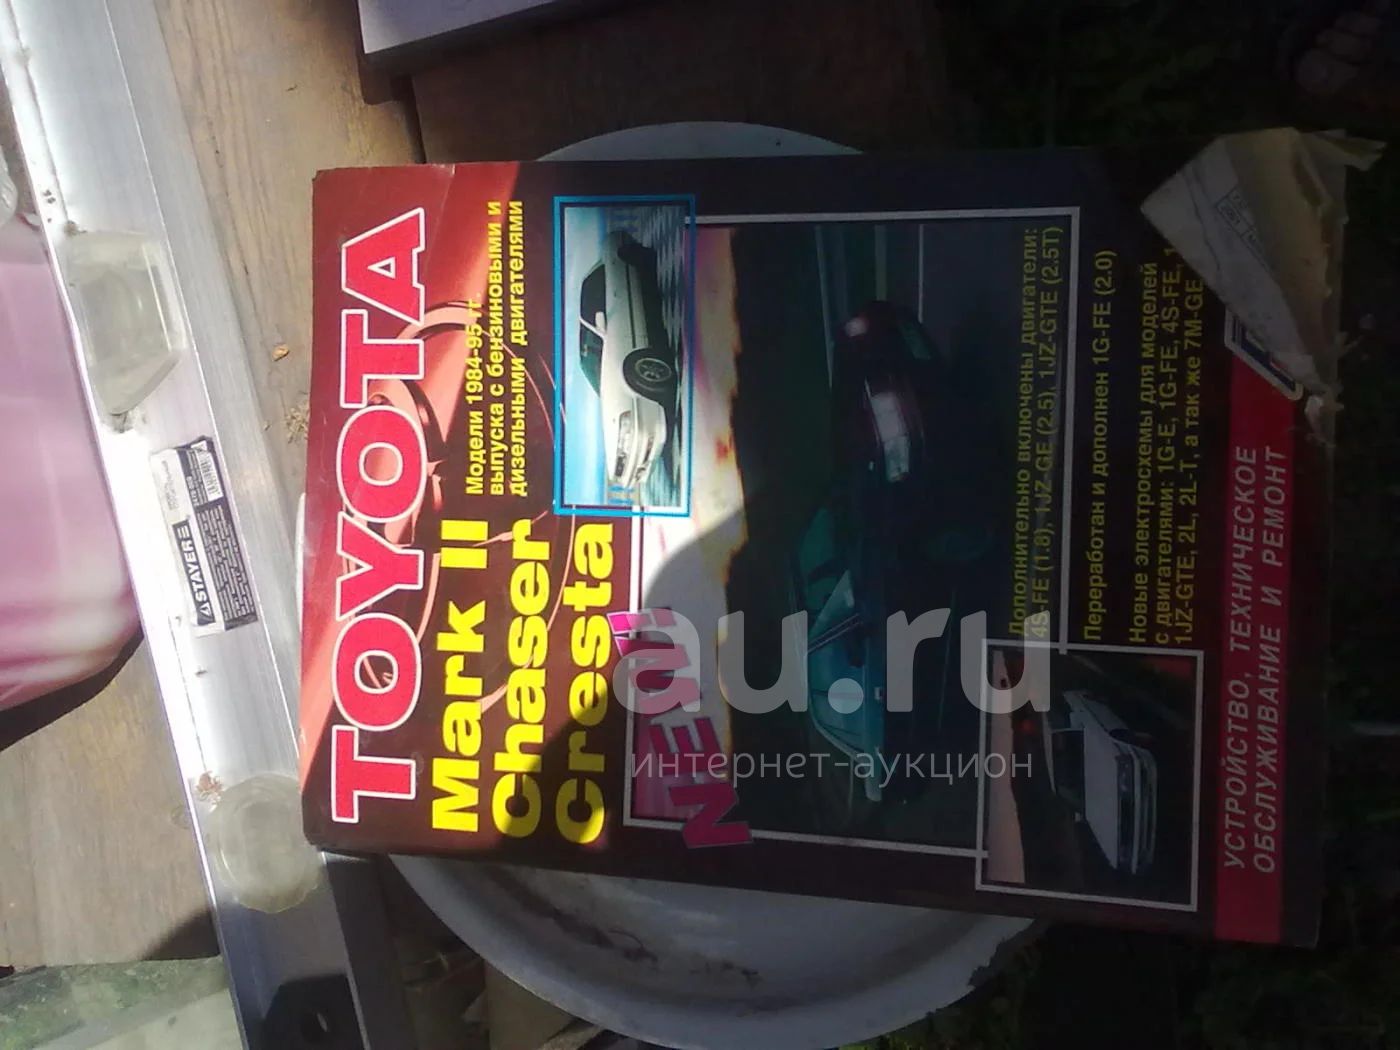 TOYOTA
Mark II
Chaser
Cresta
Модели 1984-95 гг.
выпуска с бензиновыми и
дизельными двигателями
NEW!
Дополнительно включены двигатели:
4S-FE (1.8), 1JZ-GE (2.5), 1JZ-GTE (2.5T)
Переработан и дополнен 1G-FE (2.0)
Новые электросхемы для моделей
с двигателями: 1G-E, 1G-FE, 4S-FE,
1JZ-GTE, 2L, 2L-T, а так же 7M-GE
УСТРОЙСТВО, ТЕХНИЧЕСКОЕ
ОБСЛУЖИВАНИЕ И РЕМОНТ
STAYER
au.ru
интернет-аукцион